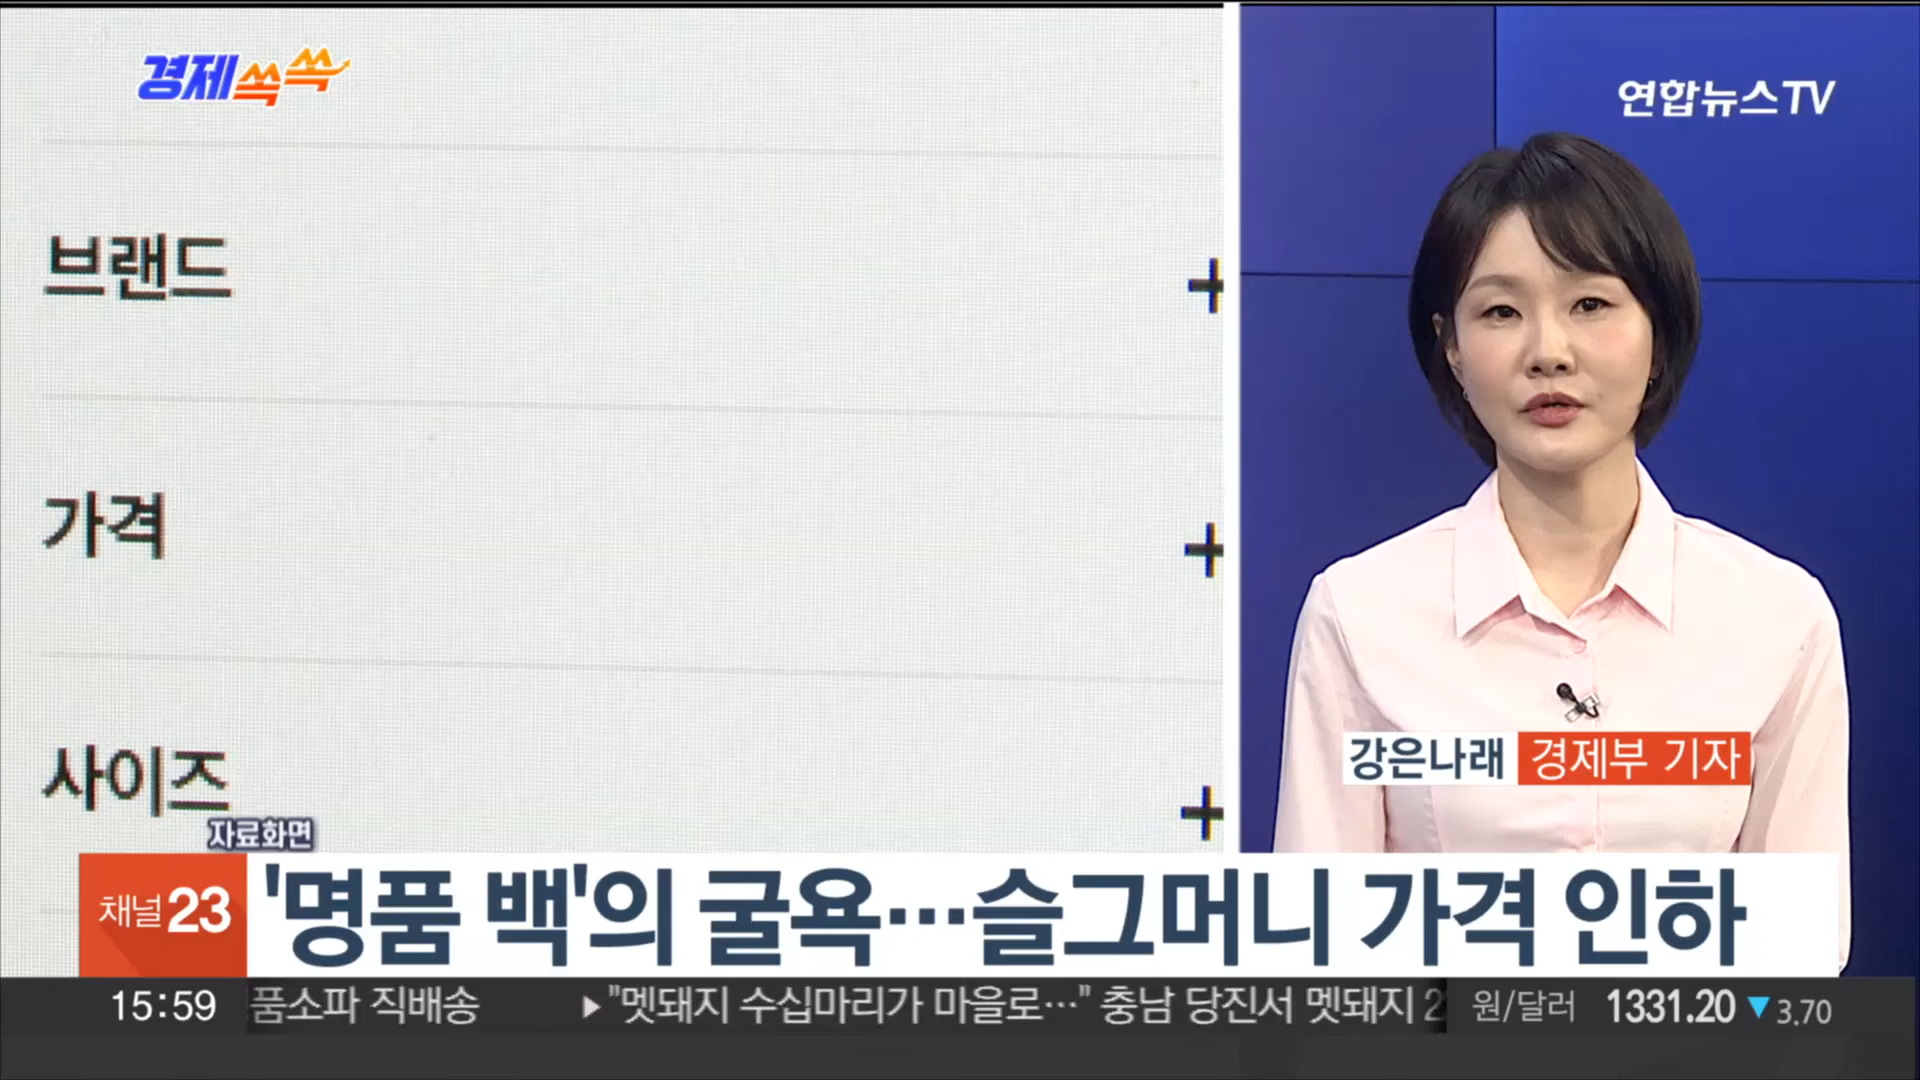 경제쏙쏙
연합뉴스TV
브랜드 +
가격 +
사이즈 +
자료화면
강은나래 경제부 기자
채널23 '명품 백'의 굴욕…슬그머니 가격 인하
15:59 품소파 직배송 ▶"멧돼지 수십마리가 마을로…" 충남 당진서 멧돼지 원/달러 1331.20 ▼3.70